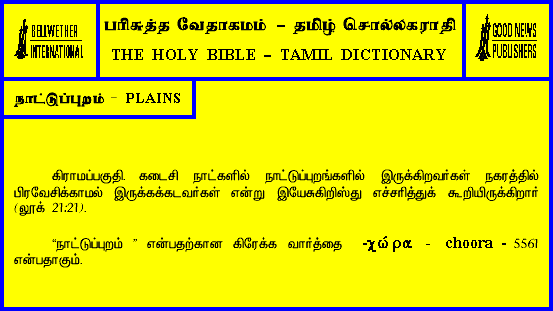 BELLWETHER
INTERNATIONAL
பரிசுத்த வேதாகமம் – தமிழ் சொல்லகராதி
THE HOLY BIBLE – TAMIL DICTIONARY
GOOD NEWS
PUBLISHERS
நாட்டுப்புறம் – PLAINS
கிராமப்பகுதி. கடைசி நாட்களில் நாட்டுப்புறங்களில் இருக்கிறவர்கள் நகரத்தில்
பிரவேசிக்காமல் இருக்கக்கடவர்கள் என்று இயேசுகிறிஸ்து எச்சரித்துக் கூறியிருக்கிறார்
(லூக் 21:21).
“நாட்டுப்புறம் ” என்பதற்கான கிரேக்க வார்த்தை -χώρα - choora - 5561
என்பதாகும்.